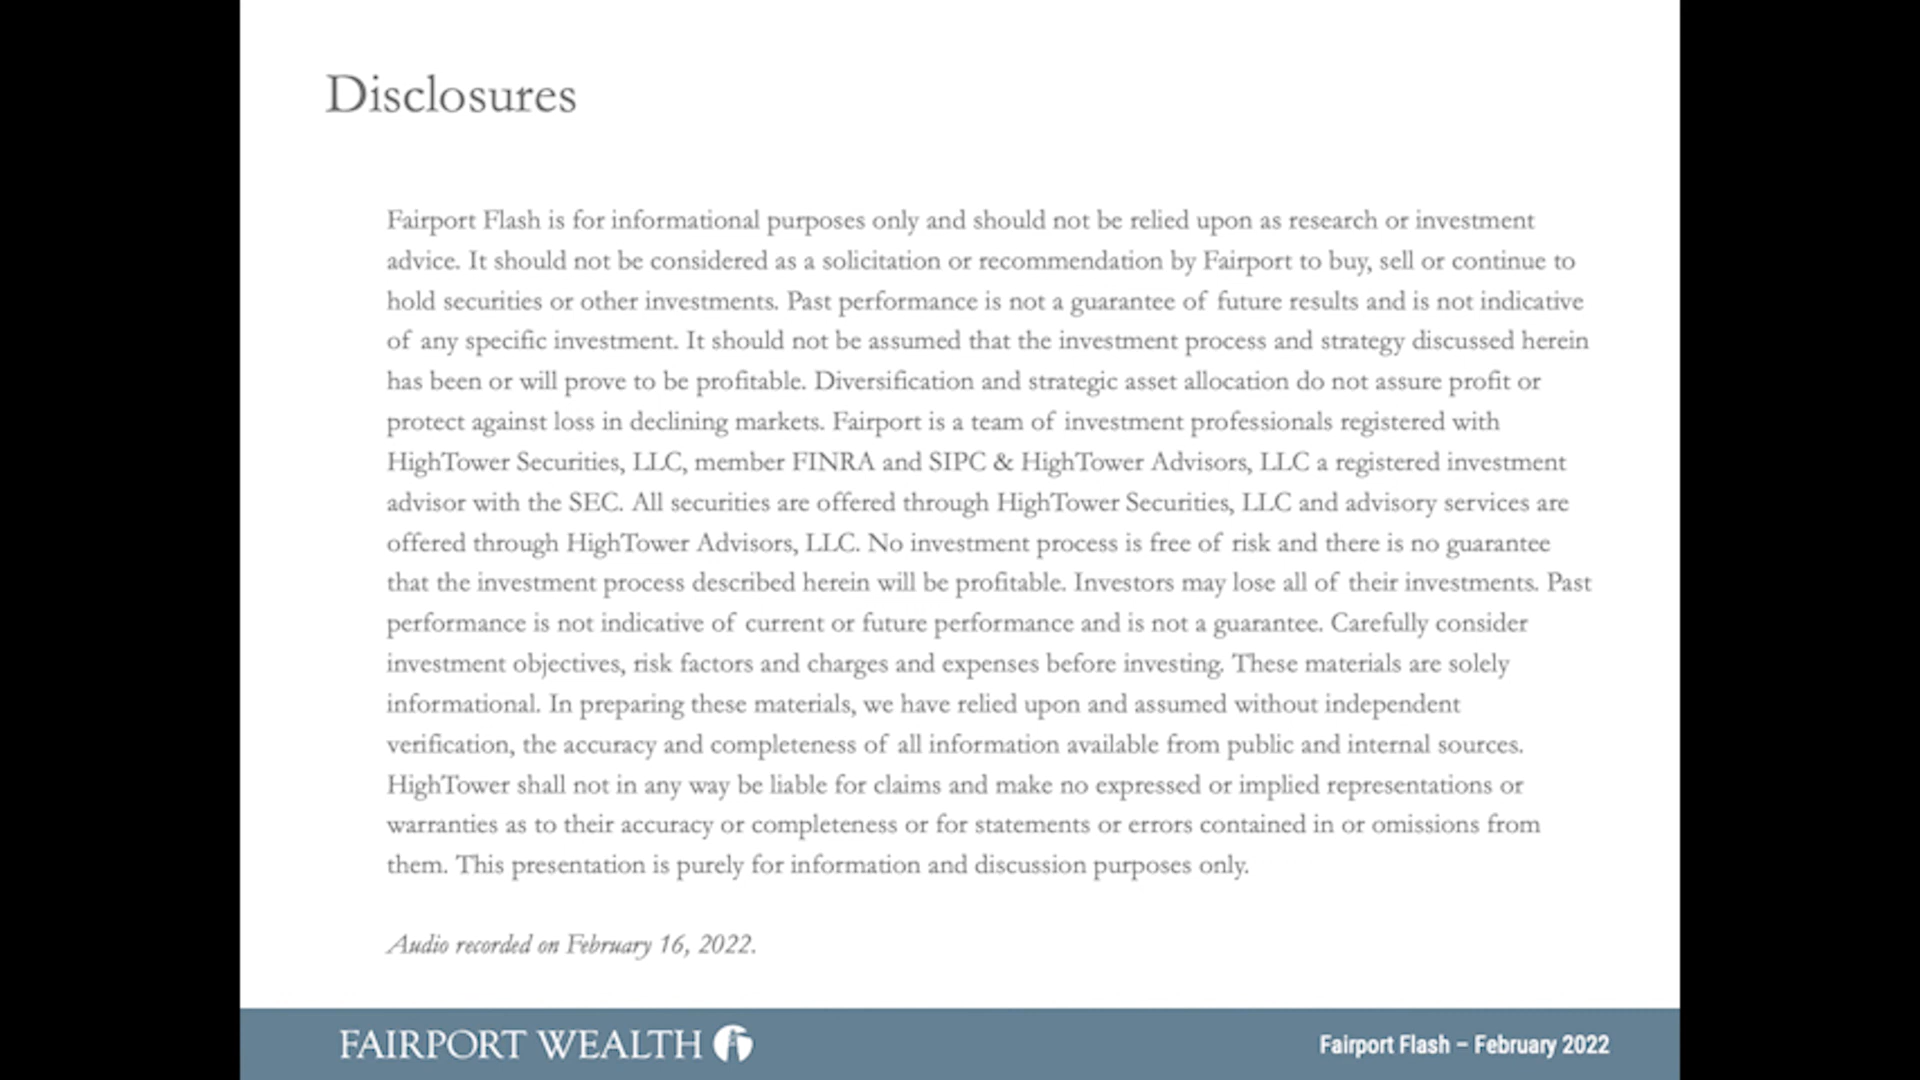 Disclosures
Fairport Flash is for informational purposes only and should not be relied upon as research or investment
advice. It should not be considered as a solicitation or recommendation by Fairport to buy, sell or continue to
hold securities or other investments. Past performance is not a guarantee of future results and is not indicative
of any specific investment. It should not be assumed that the investment process and strategy discussed herein
has been or will prove to be profitable. Diversification and strategic asset allocation do not assure profit or
protect against loss in declining markets. Fairport is a team of investment professionals registered with
HighTower Securities, LLC, member FINRA and SIPC & HighTower Advisors, LLC a registered investment
advisor with the SEC. All securities are offered through HighTower Securities, LLC and advisory services are
offered through HighTower Advisors, LLC. No investment process is free of risk and there is no guarantee
that the investment process described herein will be profitable. Investors may lose all of their investments. Past
performance is not indicative of current or future performance and is not a guarantee. Carefully consider
investment objectives, risk factors and charges and expenses before investing. These materials are solely
informational. In preparing these materials, we have relied upon and assumed without independent
verification, the accuracy and completeness of all information available from public and internal sources.
HighTower shall not in any way be liable for claims and make no expressed or implied representations or
warranties as to their accuracy or completeness or for statements or errors contained in or omissions from
them. This presentation is purely for information and discussion purposes only.
Audio recorded on February 16, 2022.
FAIRPORT WEALTH
Fairport Flash – February 2022